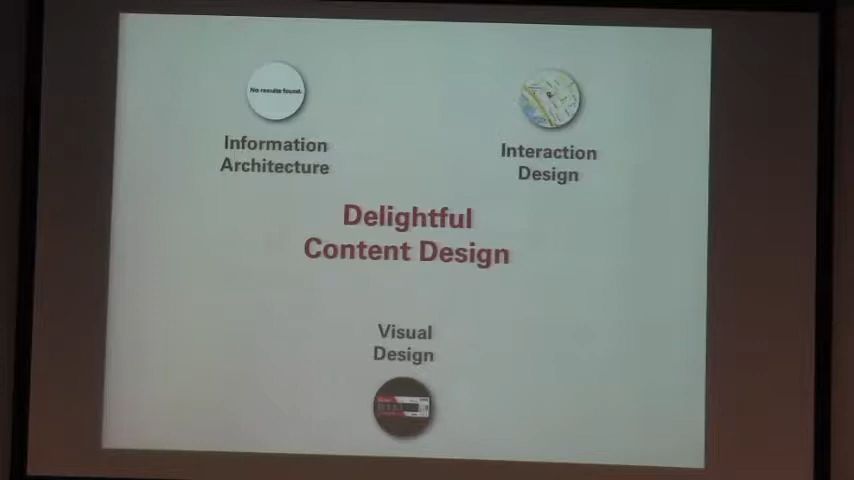 No results found.
Information
Architecture
Interaction
Design
Delightful
Content Design
Visual
Design